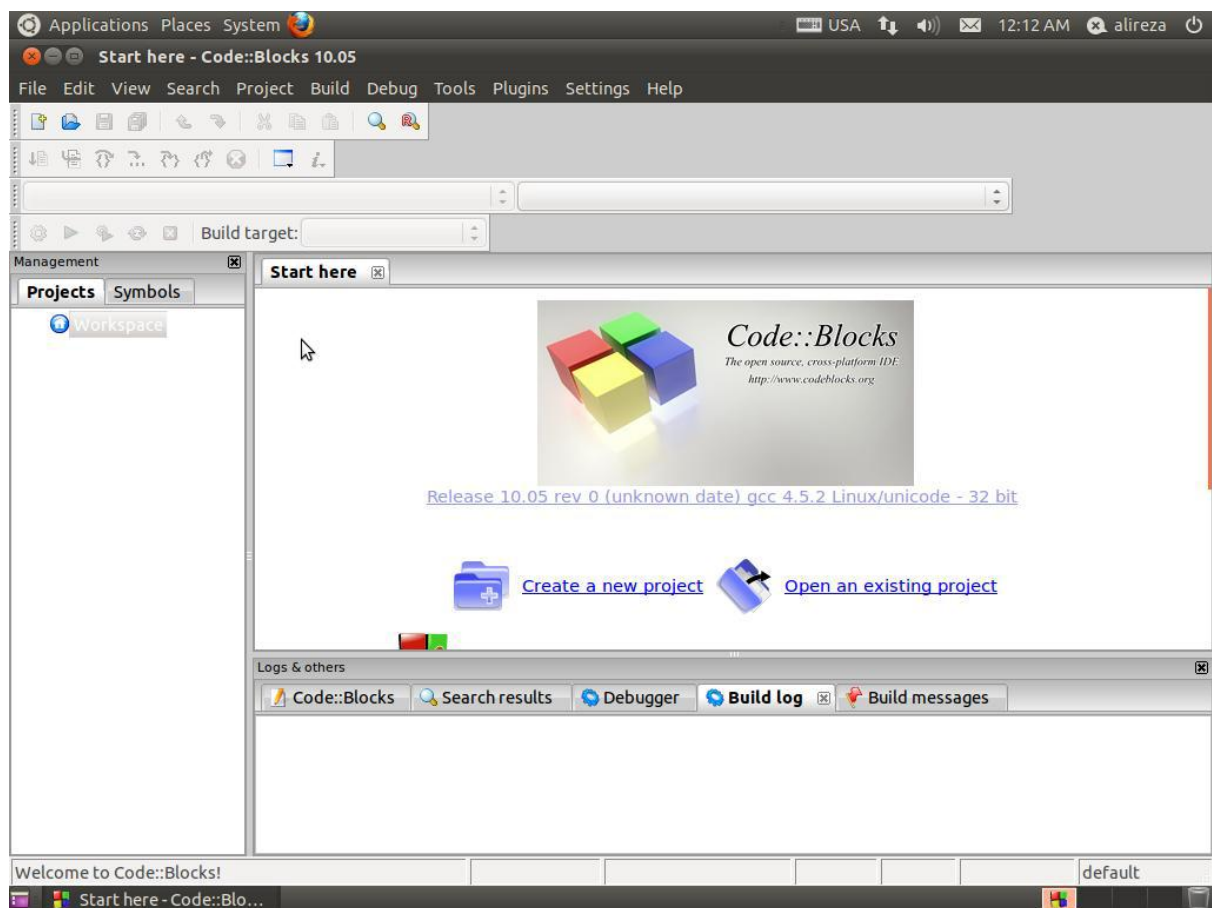 Applications Places System USA 12:12 AM alireza
Start here - Code::Blocks 10.05
File Edit View Search Project Build Debug Tools Plugins Settings Help
Build target:
Management
Projects Symbols
Workspace
Start here
Code::Blocks
The open source, cross-platform IDE
http://www.codeblocks.org
Release 10.05 rev 0 (unknown date) gcc 4.5.2 Linux/unicode - 32 bit
Create a new project Open an existing project
Logs & others
Code::Blocks Search results Debugger Build log Build messages
Welcome to Code::Blocks! default
Start here - Code::Blo...